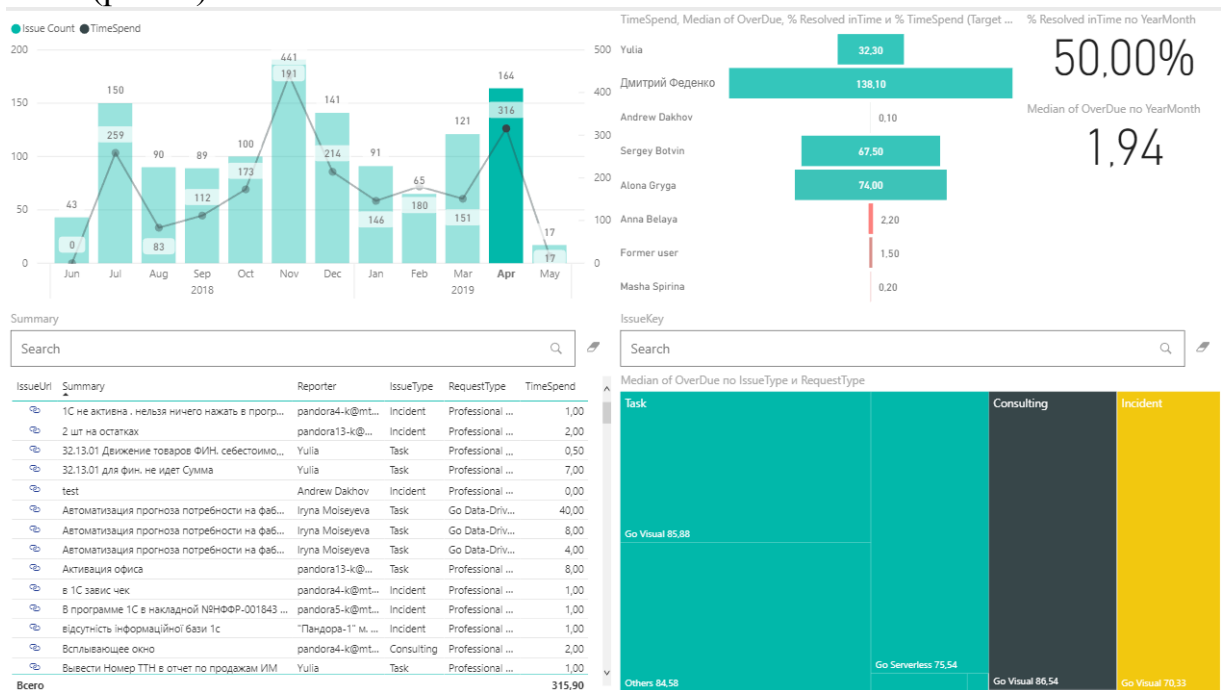 Issue Count TimeSpend
200
150
100
50
0
500
400
300
200
100
0
43
150
90
89
100
441
141
91
65
121
164
17
0
259
83
112
173
191
214
146
180
151
316
17
Jun Jul Aug Sep Oct Nov Dec Jan Feb Mar Apr May
2018 2019
TimeSpend, Median of OverDue, % Resolved inTime и % TimeSpend (Target ...
Yulia 32,30
Дмитрий Феденко 138,10
Andrew Dakhov 0,10
Sergey Botvin 67,50
Alona Gryga 74,00
Anna Belaya 2,20
Former user 1,50
Masha Spirina 0,20
% Resolved inTime по YearMonth
50,00%
Median of OverDue по YearMonth
1,94
Summary
Search
IssueKey
Search
IssueUrl Summary Reporter IssueType RequestType TimeSpend
1С не активна . нельзя ничего нажать в прогр... pandora4-k@mt... Incident Professional ... 1,00
2 шт на остатках pandora13-k@... Incident Professional ... 2,00
32.13.01 Движение товаров ФИН. себестоимо... Yulia Task Professional ... 0,50
32.13.01 для фин. не идет Сумма Yulia Task Professional ... 7,00
test Andrew Dakhov Incident Professional ... 0,00
Автоматизация прогноза потребности на фаб... Iryna Moiseyeva Task Go Data-Driv... 40,00
Автоматизация прогноза потребности на фаб... Iryna Moiseyeva Task Go Data-Driv... 8,00
Автоматизация прогноза потребности на фаб... Iryna Moiseyeva Task Go Data-Driv... 4,00
Активация офиса pandora13-k@... Task Professional ... 8,00
в 1С завис чек pandora4-k@mt... Incident Professional ... 1,00
В программе 1С в накладной №НФФР-001843 ... pandora5-k@mt... Incident Professional ... 1,00
відсутність інформаційної бази 1с "Пандора-1" м. ... Incident Professional ... 1,00
Всплывающее окно pandora4-k@mt... Consulting Professional ... 2,00
Вывести Номер ТТН в отчет по продажам ИМ Yulia Task Professional ... 1,00
Всего 315,90
Median of OverDue по IssueType и RequestType
Task
Consulting
Incident
Go Visual 85,88
Others 84,58
Go Serverless 75,54
Go Visual 86,54
Go Visual 70,33